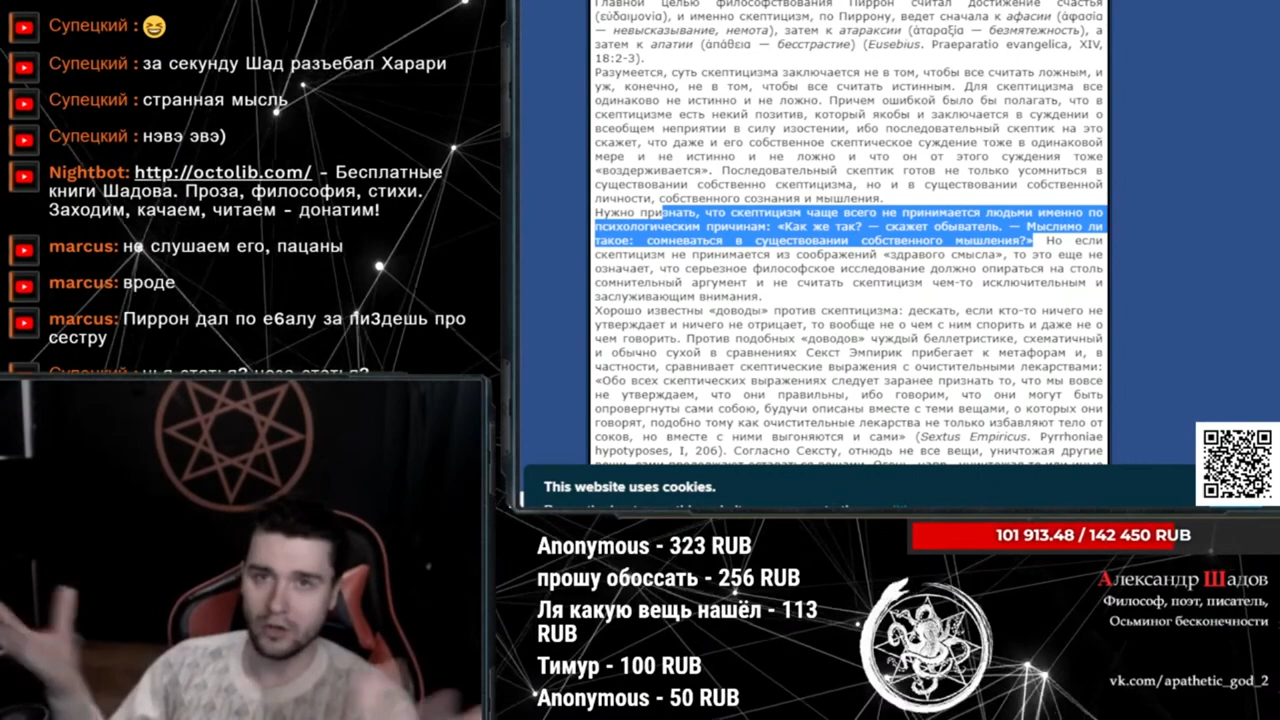 Супецкий :
Супецкий : за секунду Шад разъебал Харари
Супецкий : странная мысль
Супецкий : нэвэ эвэ)
Nightbot: http://octolib.com/ - Бесплатные
книги Шадова. Проза, философия, стихи.
Заходим, качаем, читаем - донатим!
marcus: не слушаем его, пацаны
marcus: вроде
marcus: Пиррон дал по е6алу за пи3дешь про
сестру
Главной целью философствования Пиррон считал достижение счастья
(εὐδαιμονία), и именно скептицизм, по Пиррону, ведет сначала к афасии (ἀφασία
— невысказывание, немота), затем к атараксии (ἀταραξία — безмятежность), а
затем к апатии (ἀπάθεια — бесстрастие) (Eusebius. Praeparatio evangelica, XIV,
18:2-3).
Разумеется, суть скептицизма заключается не в том, чтобы все считать ложным, и
уж, конечно, не в том, чтобы все считать истинным. Для скептицизма все
одинаково не истинно и не ложно. Причем ошибкой было бы полагать, что в
скептицизме есть некий позитив, который якобы и заключается в суждении о
всеобщем неприятии в силу изостении, ибо последовательный скептик на это
скажет, что даже и его собственное скептическое суждение тоже в одинаковой
мере и не истинно и не ложно и что он от этого суждения тоже
«воздерживается». Последовательный скептик готов не только усомниться в
существовании собственно скептицизма, но и в существовании собственной
личности, собственного сознания и мышления.
Нужно признать, что скептицизм чаще всего не принимается людьми именно по
психологическим причинам: «Как же так? — скажет обыватель. — Мыслимо ли
такое: сомневаться в существовании собственного мышления?» Но если
скептицизм не принимается из соображений «здравого смысла», то это еще не
означает, что серьезное философское исследование должно опираться на столь
сомнительный аргумент и не считать скептицизм чем-то исключительным и
заслуживающим внимания.
Хорошо известны «доводы» против скептицизма: дескать, если кто-то ничего не
утверждает и ничего не отрицает, то вообще не о чем с ним спорить и даже не о
чем говорить. Против подобных «доводов» чуждый беллетристике, схематичный
и обычно сухой в сравнениях Секст Эмпирик прибегает к метафорам и, в
частности, сравнивает скептические выражения с очистительными лекарствами:
«Обо всех скептических выражениях следует заранее признать то, что мы вовсе
не утверждаем, что они правильны, ибо говорим, что они могут быть
опровергнуты сами собою, будучи описаны вместе с теми вещами, о которых они
говорят, подобно тому как очистительные лекарства не только избавляют тело от
соков, но вместе с ними выгоняются и сами» (Sextus Empiricus. Pyrrhoniae
hypotyposes, I, 206). Согласно Сексту, отнюдь не все вещи, уничтожая другие
This website uses cookies.
Anonymous - 323 RUB
прошу обоссать - 256 RUB
Ля какую вещь нашёл - 113
RUB
Тимур - 100 RUB
Anonymous - 50 RUB
101 913.48 / 142 450 RUB
Александр Шадов
Философ, поэт, писатель,
Осьминог бесконечности
vk.com/apathetic_god_2